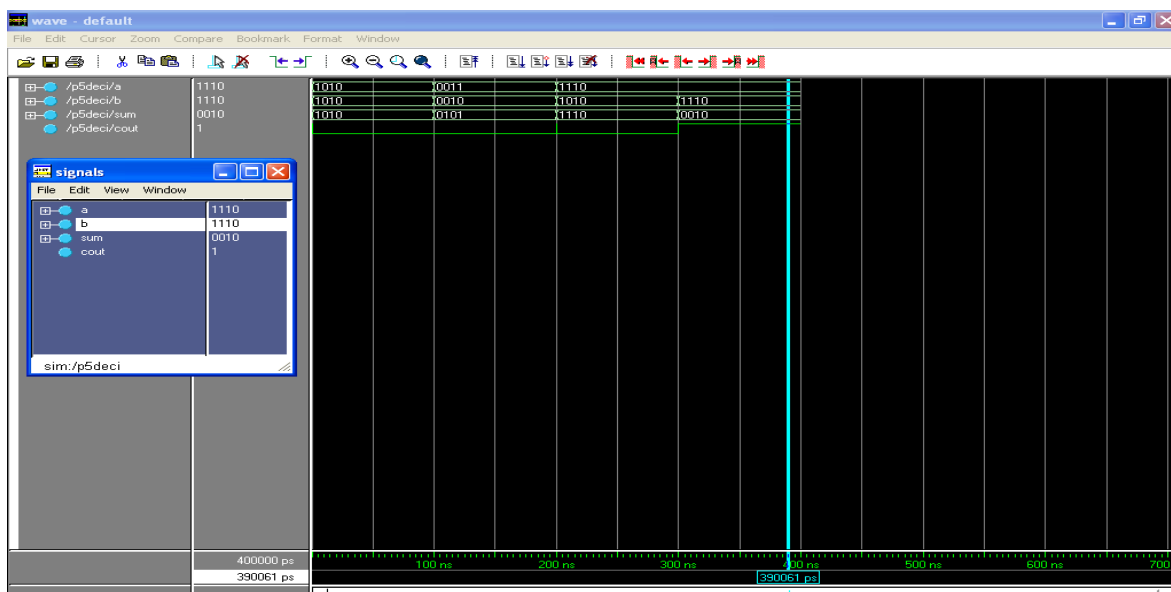 wave - default
File Edit Cursor Zoom Compare Bookmark Format Window
/p5deci/a 1110 1010 0011 1110
/p5deci/b 1110 1010 0010 1010 1110
/p5deci/sum 0010 1010 0101 1110 0010
/p5deci/cout 1
signals
File Edit View Window
a 1110
b 1110
sum 0010
cout 1
sim:/p5deci
400000 ps 100 ns 200 ns 300 ns 400 ns 500 ns 600 ns 700
390061 ps 390061 ps